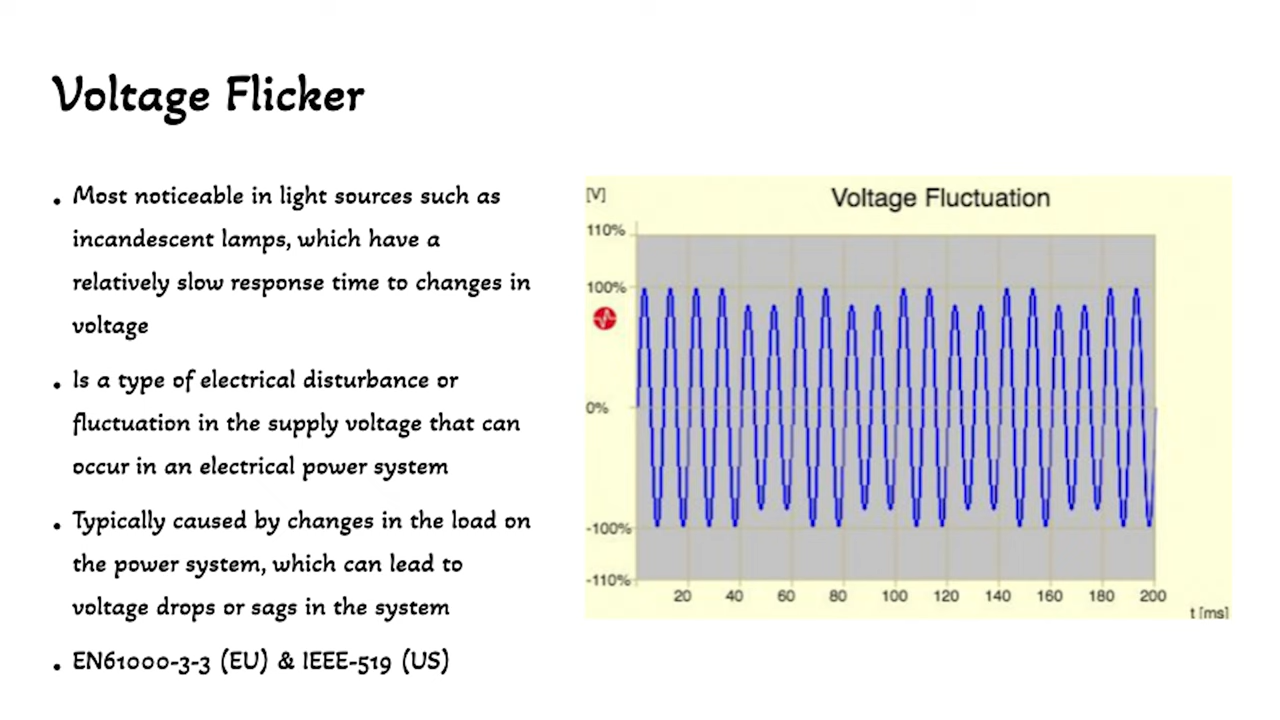 Voltage Flicker
• Most noticeable in light sources such as
incandescent lamps, which have a
relatively slow response time to changes in
voltage
• Is a type of electrical disturbance or
fluctuation in the supply voltage that can
occur in an electrical power system
• Typically caused by changes in the load on
the power system, which can lead to
voltage drops or sags in the system
• EN61000-3-3 (EU) & IEEE-519 (US)
[V]
Voltage Fluctuation
110%
100%
0%
-100%
-110%
20 40 60 80 100 120 140 160 180 200
t [ms]